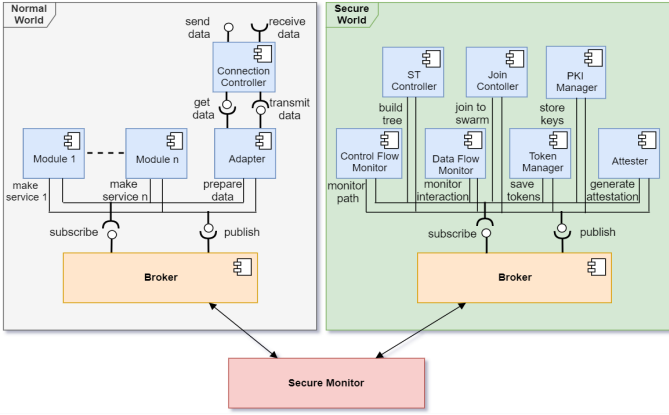 Normal
World
send
data
receive
data
Connection
Controller
get
data
transmit
data
Module 1
Module n
Adapter
make
service 1
make
service n
prepare
data
subscribe
publish
Broker
Secure
World
ST
Controller
Join
Contoller
PKI
Manager
build
tree
join to
swarm
store
keys
Control Flow
Monitor
Data Flow
Monitor
Token
Manager
Attester
monitor
path
monitor
interaction
save
tokens
generate
attestation
subscribe
publish
Broker
Secure Monitor